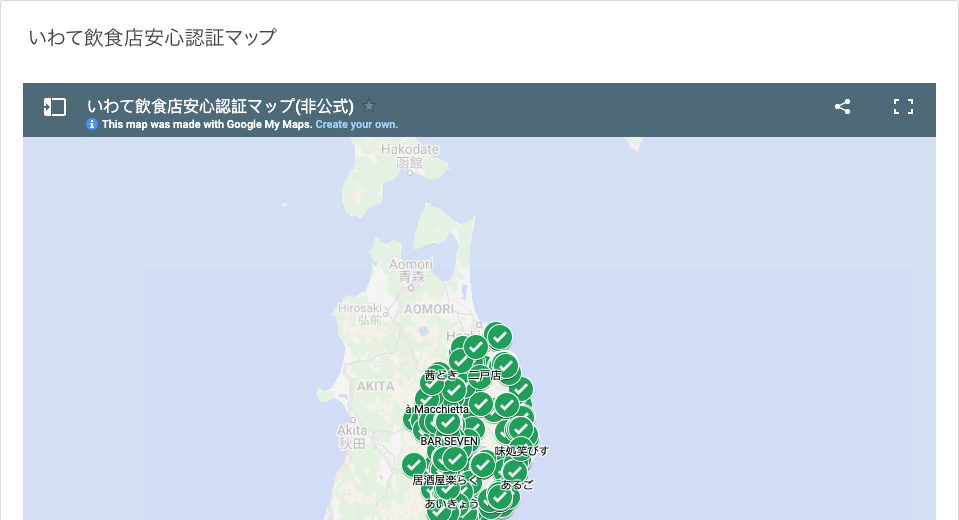 いわて飲食店安心認証マップ
いわて飲食店安心認証マップ(非公式)
This map was made with Google My Maps. Create your own.
Hakodate
函館
Aomori
青森
Hirosaki
弘前
AOMORI
茜どき
二戸店
AKITA
à Macchietta
Akita
秋田
BAR SEVEN
味処笑びす
居酒屋楽らく
あるご
あいきょう